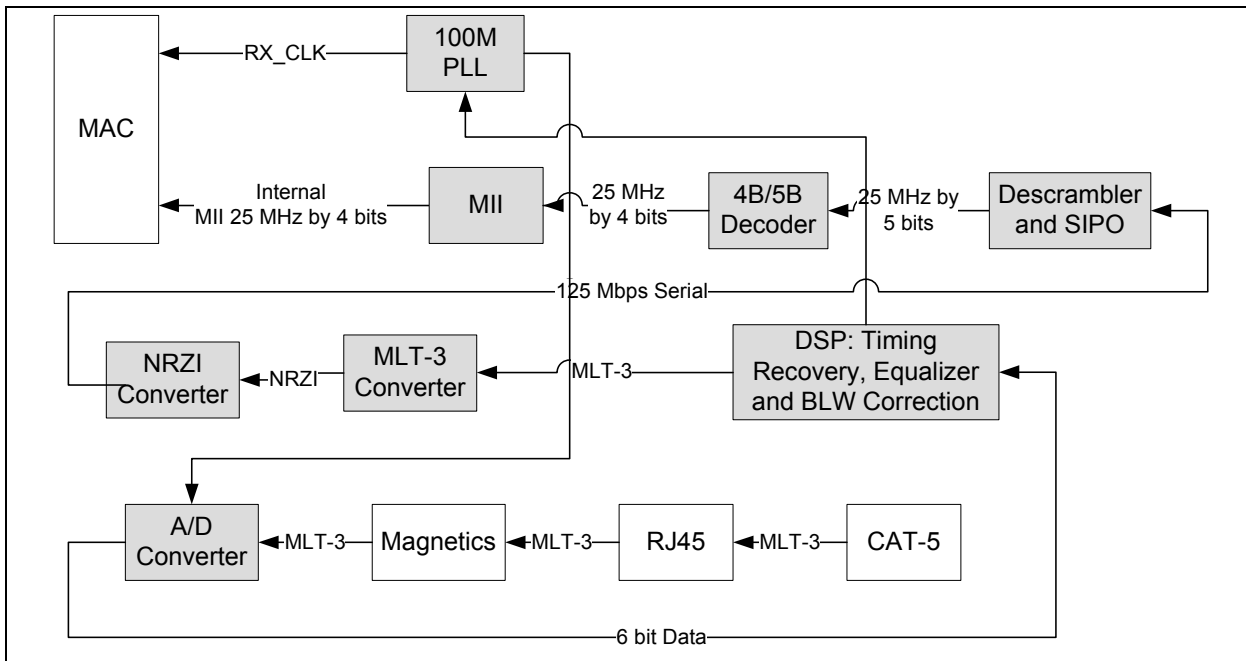 100M
PLL
RX_CLK
MAC
Internal
MII 25 MHz by 4 bits
MII
25 MHz
by 4 bits
4B/5B
Decoder
25 MHz by
5 bits
Descrambler
and SIPO
125 Mbps Serial
NRZI
Converter
NRZI
MLT-3
Converter
MLT-3
DSP: Timing
Recovery, Equalizer
and BLW Correction
A/D
Converter
MLT-3
Magnetics
MLT-3
RJ45
MLT-3
CAT-5
6 bit Data